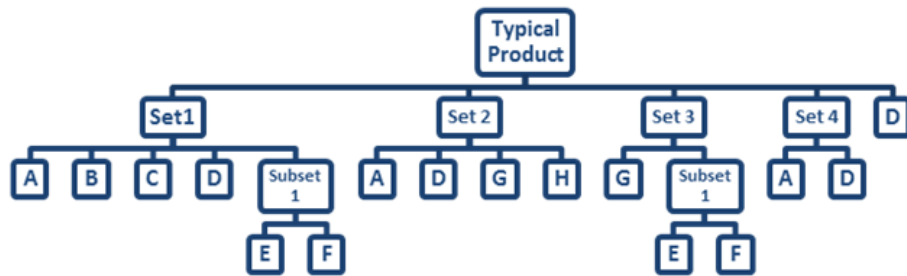 Typical
Product
Set1
Set 2
Set 3
Set 4
D
A
B
C
D
Subset
1
A
D
G
H
G
Subset
1
A
D
E
F
E
F